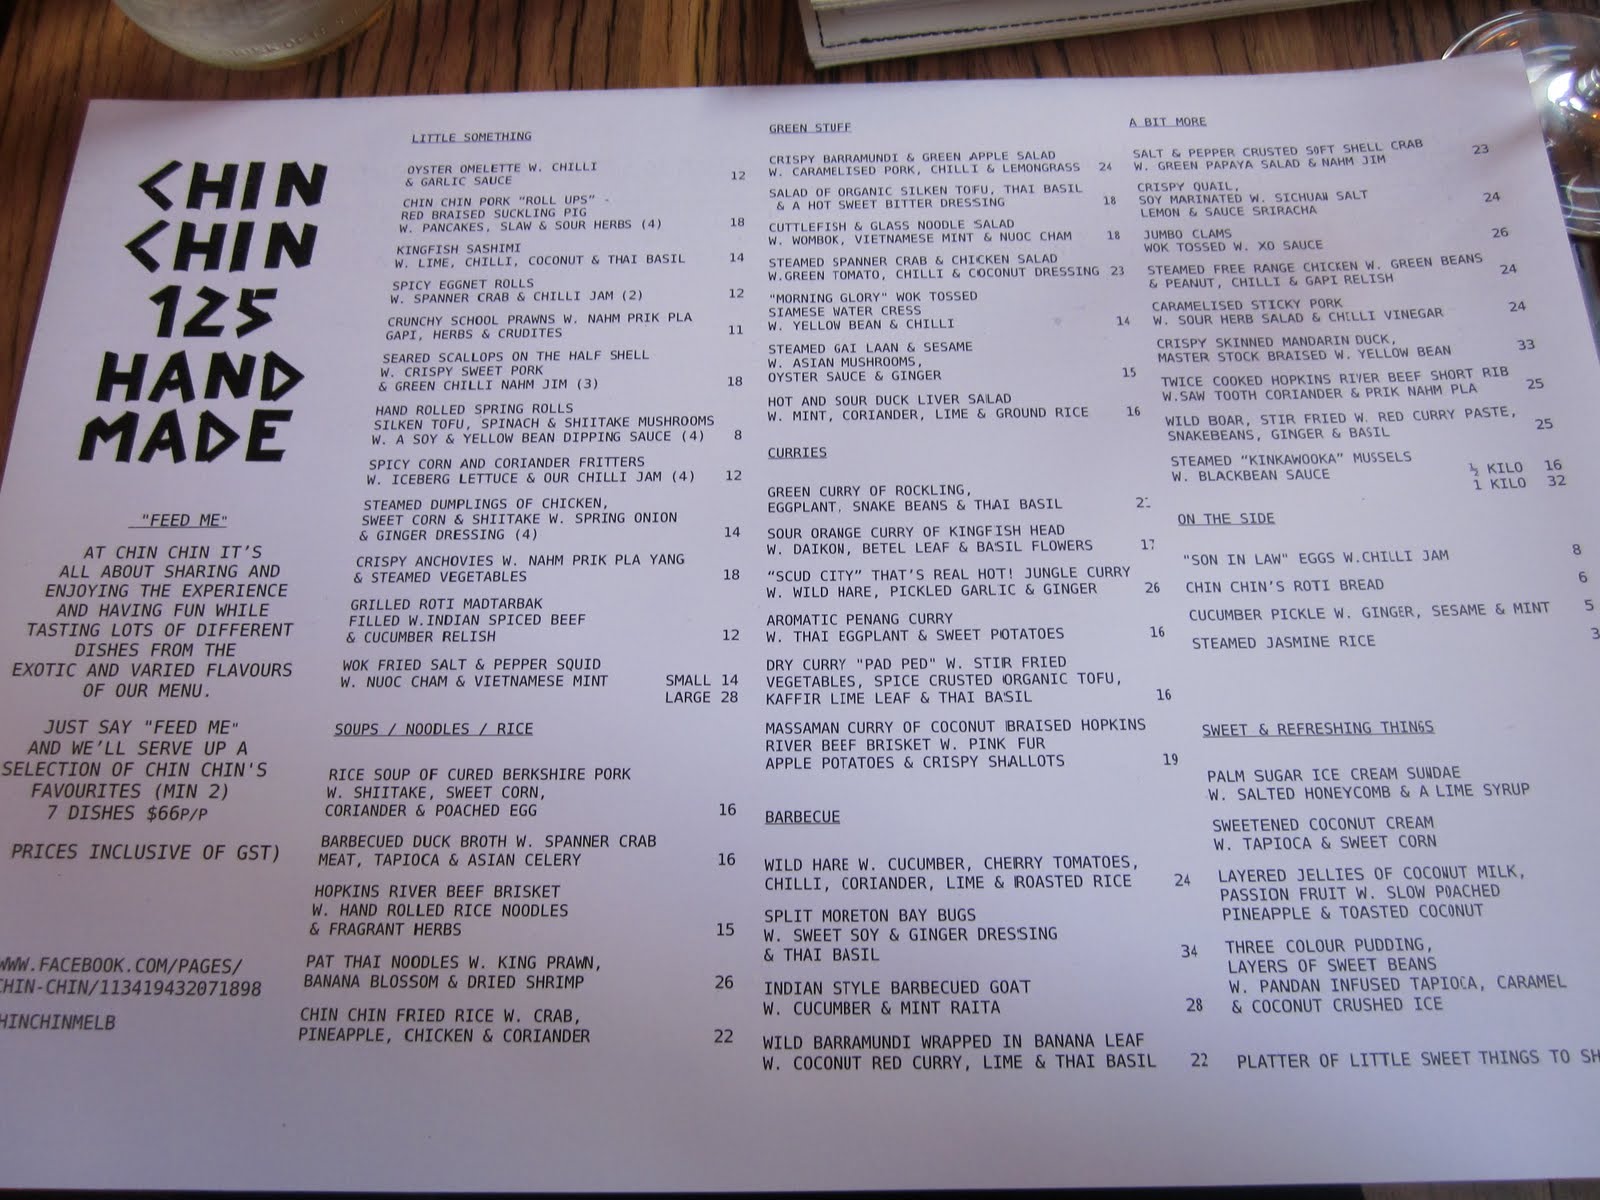 CHIN
CHIN
125
HAND
MADE
"FEED ME"
AT CHIN CHIN IT'S
ALL ABOUT SHARING AND
ENJOYING THE EXPERIENCE
AND HAVING FUN WHILE
TASTING LOTS OF DIFFERENT
DISHES FROM THE
EXOTIC AND VARIED FLAVOURS
OF OUR MENU.
JUST SAY "FEED ME"
AND WE'LL SERVE UP A
SELECTION OF CHIN CHIN'S
FAVOURITES (MIN 2)
7 DISHES $66P/P
PRICES INCLUSIVE OF GST)
WWW.FACEBOOK.COM/PAGES/
CHIN-CHIN/113419432071898
HINCHINMELB
LITTLE SOMETHING
OYSTER OMELETTE W. CHILLI
& GARLIC SAUCE 12
CHIN CHIN PORK "ROLL UPS" -
RED BRAISED SUCKLING PIG
W. PANCAKES, SLAW & SOUR HERBS (4) 18
KINGFISH SASHIMI
W. LIME, CHILLI, COCONUT & THAI BASIL 14
SPICY EGGNET ROLLS
W. SPANNER CRAB & CHILLI JAM (2) 12
CRUNCHY SCHOOL PRAWNS W. NAHM PRIK PLA
GAPI, HERBS & CRUDITES 11
SEARED SCALLOPS ON THE HALF SHELL
W. CRISPY SWEET PORK
& GREEN CHILLI NAHM JIM (3) 18
HAND ROLLED SPRING ROLLS
SILKEN TOFU, SPINACH & SHIITAKE MUSHROOMS
W. A SOY & YELLOW BEAN DIPPING SAUCE (4) 8
SPICY CORN AND CORIANDER FRITTERS
W. ICEBERG LETTUCE & OUR CHILLI JAM (4) 12
STEAMED DUMPLINGS OF CHICKEN,
SWEET CORN & SHIITAKE W. SPRING ONION
& GINGER DRESSING (4) 14
CRISPY ANCHOVIES W. NAHM PRIK PLA YANG
& STEAMED VEGETABLES 18
GRILLED ROTI MADTARBAK
FILLED W.INDIAN SPICED BEEF
& CUCUMBER RELISH 12
WOK FRIED SALT & PEPPER SQUID
W. NUOC CHAM & VIETNAMESE MINT SMALL 14
LARGE 28
SOUPS / NOODLES / RICE
RICE SOUP OF CURED BERKSHIRE PORK
W. SHIITAKE, SWEET CORN,
CORIANDER & POACHED EGG 16
BARBECUED DUCK BROTH W. SPANNER CRAB
MEAT, TAPIOCA & ASIAN CELERY 16
HOPKINS RIVER BEEF BRISKET
W. HAND ROLLED RICE NOODLES
& FRAGRANT HERBS 15
PAT THAI NOODLES W. KING PRAWN,
BANANA BLOSSOM & DRIED SHRIMP 26
CHIN CHIN FRIED RICE W. CRAB,
PINEAPPLE, CHICKEN & CORIANDER 22
GREEN STUFF
CRISPY BARRAMUNDI & GREEN APPLE SALAD
W. CARAMELISED PORK, CHILLI & LEMONGRASS 24
SALAD OF ORGANIC SILKEN TOFU, THAI BASIL
& A HOT SWEET BITTER DRESSING 18
CUTTLEFISH & GLASS NOODLE SALAD
W. WOMBOK, VIETNAMESE MINT & NUOC CHAM 18
STEAMED SPANNER CRAB & CHICKEN SALAD
W.GREEN TOMATO, CHILLI & COCONUT DRESSING 23
"MORNING GLORY" WOK TOSSED
SIAMESE WATER CRESS
W. YELLOW BEAN & CHILLI 14
STEAMED GAI LAAN & SESAME
W. ASIAN MUSHROOMS,
OYSTER SAUCE & GINGER 15
HOT AND SOUR DUCK LIVER SALAD
W. MINT, CORIANDER, LIME & GROUND RICE 16
CURRIES
GREEN CURRY OF ROCKLING,
EGGPLANT, SNAKE BEANS & THAI BASIL
SOUR ORANGE CURRY OF KINGFISH HEAD
W. DAIKON, BETEL LEAF & BASIL FLOWERS 17
"SCUD CITY" THAT'S REAL HOT! JUNGLE CURRY
W. WILD HARE, PICKLED GARLIC & GINGER 26
AROMATIC PENANG CURRY
W. THAI EGGPLANT & SWEET POTATOES 16
DRY CURRY "PAD PED" W. STIR FRIED
VEGETABLES, SPICE CRUSTED ORGANIC TOFU,
KAFFIR LIME LEAF & THAI BASIL 16
MASSAMAN CURRY OF COCONUT BRAISED HOPKINS
RIVER BEEF BRISKET W. PINK FUR
APPLE POTATOES & CRISPY SHALLOTS 19
BARBECUE
WILD HARE W. CUCUMBER, CHERRY TOMATOES,
CHILLI, CORIANDER, LIME & ROASTED RICE 24
SPLIT MORETON BAY BUGS
W. SWEET SOY & GINGER DRESSING
& THAI BASIL 34
INDIAN STYLE BARBECUED GOAT
W. CUCUMBER & MINT RAITA 28
WILD BARRAMUNDI WRAPPED IN BANANA LEAF
W. COCONUT RED CURRY, LIME & THAI BASIL 22
A BIT MORE
SALT & PEPPER CRUSTED SOFT SHELL CRAB
W. GREEN PAPAYA SALAD & NAHM JIM 23
CRISPY QUAIL,
SOY MARINATED W. SICHUAN SALT
LEMON & SAUCE SRIRACHA 24
JUMBO CLAMS
WOK TOSSED W. XO SAUCE 26
STEAMED FREE RANGE CHICKEN W. GREEN BEANS
& PEANUT, CHILLI & GAPI RELISH 24
CARAMELISED STICKY PORK
W. SOUR HERB SALAD & CHILLI VINEGAR 24
CRISPY SKINNED MANDARIN DUCK,
MASTER STOCK BRAISED W. YELLOW BEAN 33
TWICE COOKED HOPKINS RIVER BEEF SHORT RIB
W.SAW TOOTH CORIANDER & PRIK NAHM PLA 25
WILD BOAR, STIR FRIED W. RED CURRY PASTE,
SNAKEBEANS, GINGER & BASIL 25
STEAMED "KINKAWOOKA" MUSSELS
W. BLACKBEAN SAUCE ½ KILO 16
1 KILO 32
ON THE SIDE
"SON IN LAW" EGGS W.CHILLI JAM 8
CHIN CHIN'S ROTI BREAD 6
CUCUMBER PICKLE W. GINGER, SESAME & MINT 5
STEAMED JASMINE RICE 3
SWEET & REFRESHING THINGS
PALM SUGAR ICE CREAM SUNDAE
W. SALTED HONEYCOMB & A LIME SYRUP
SWEETENED COCONUT CREAM
W. TAPIOCA & SWEET CORN
LAYERED JELLIES OF COCONUT MILK,
PASSION FRUIT W. SLOW POACHED
PINEAPPLE & TOASTED COCONUT
THREE COLOUR PUDDING,
LAYERS OF SWEET BEANS
W. PANDAN INFUSED TAPIOCA, CARAMEL
& COCONUT CRUSHED ICE
PLATTER OF LITTLE SWEET THINGS TO SH